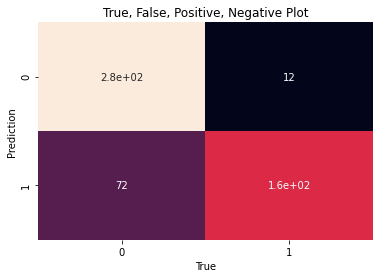 True, False, Positive, Negative Plot
Prediction
0
2.8e+02
12
1
72
1.6e+02
0
1
True